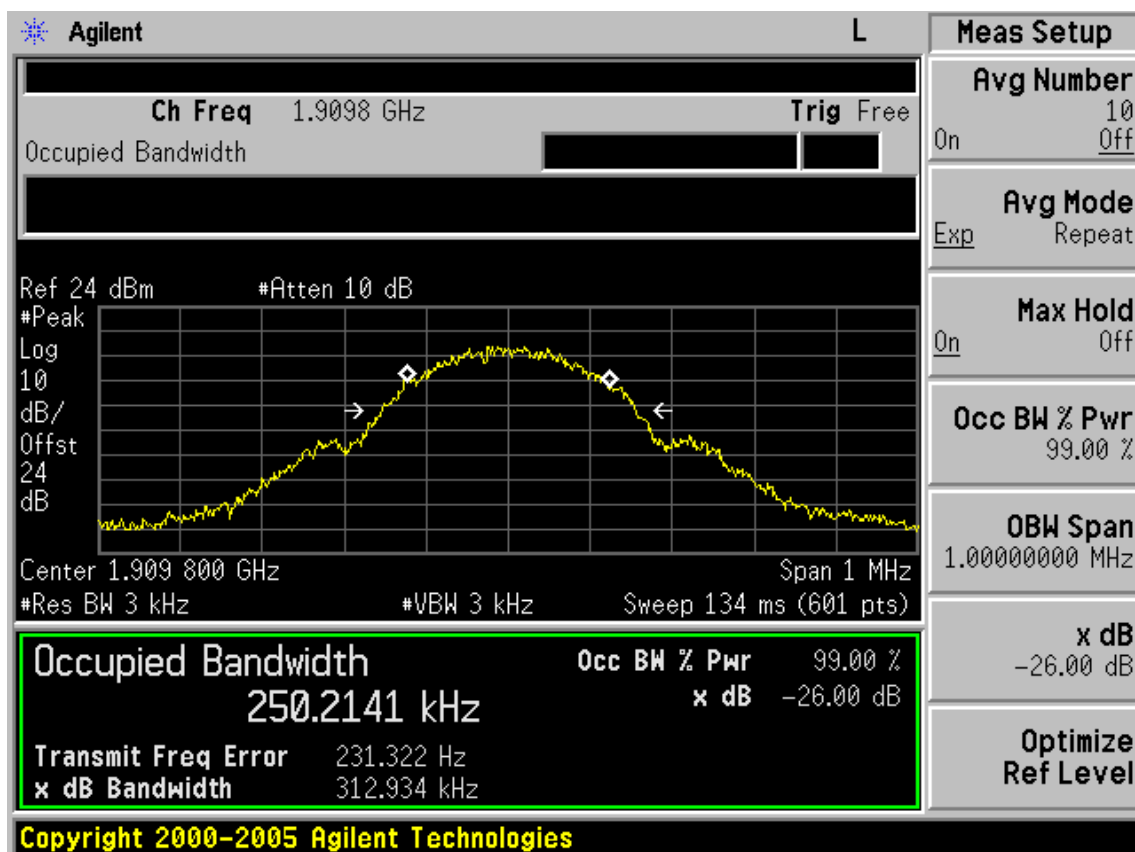 Agilent L
Ch Freq 1.9098 GHz Trig Free
Occupied Bandwidth
Ref 24 dBm #Atten 10 dB
#Peak
Log
10
dB/
Offst
24
dB
Center 1.909 800 GHz Span 1 MHz
#Res BW 3 kHz #VBW 3 kHz Sweep 134 ms (601 pts)
Occupied Bandwidth Occ BW % Pwr 99.00 %
250.2141 kHz x dB -26.00 dB
Transmit Freq Error 231.322 Hz
x dB Bandwidth 312.934 kHz
Copyright 2000-2005 Agilent Technologies
Meas Setup
Avg Number
10
On Off
Avg Mode
Exp Repeat
Max Hold
On Off
Occ BW % Pwr
99.00 %
OBW Span
1.00000000 MHz
x dB
-26.00 dB
Optimize
Ref Level